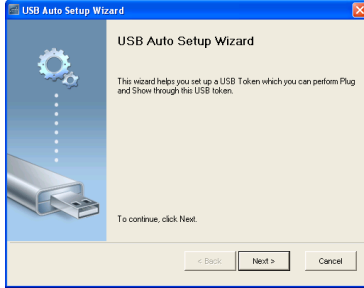 USB Auto Setup Wizard
USB Auto Setup Wizard
This wizard helps you set up a USB Token which you can perform Plug
and Show through this USB token.
To continue, click Next.
< Back
Next >
Cancel